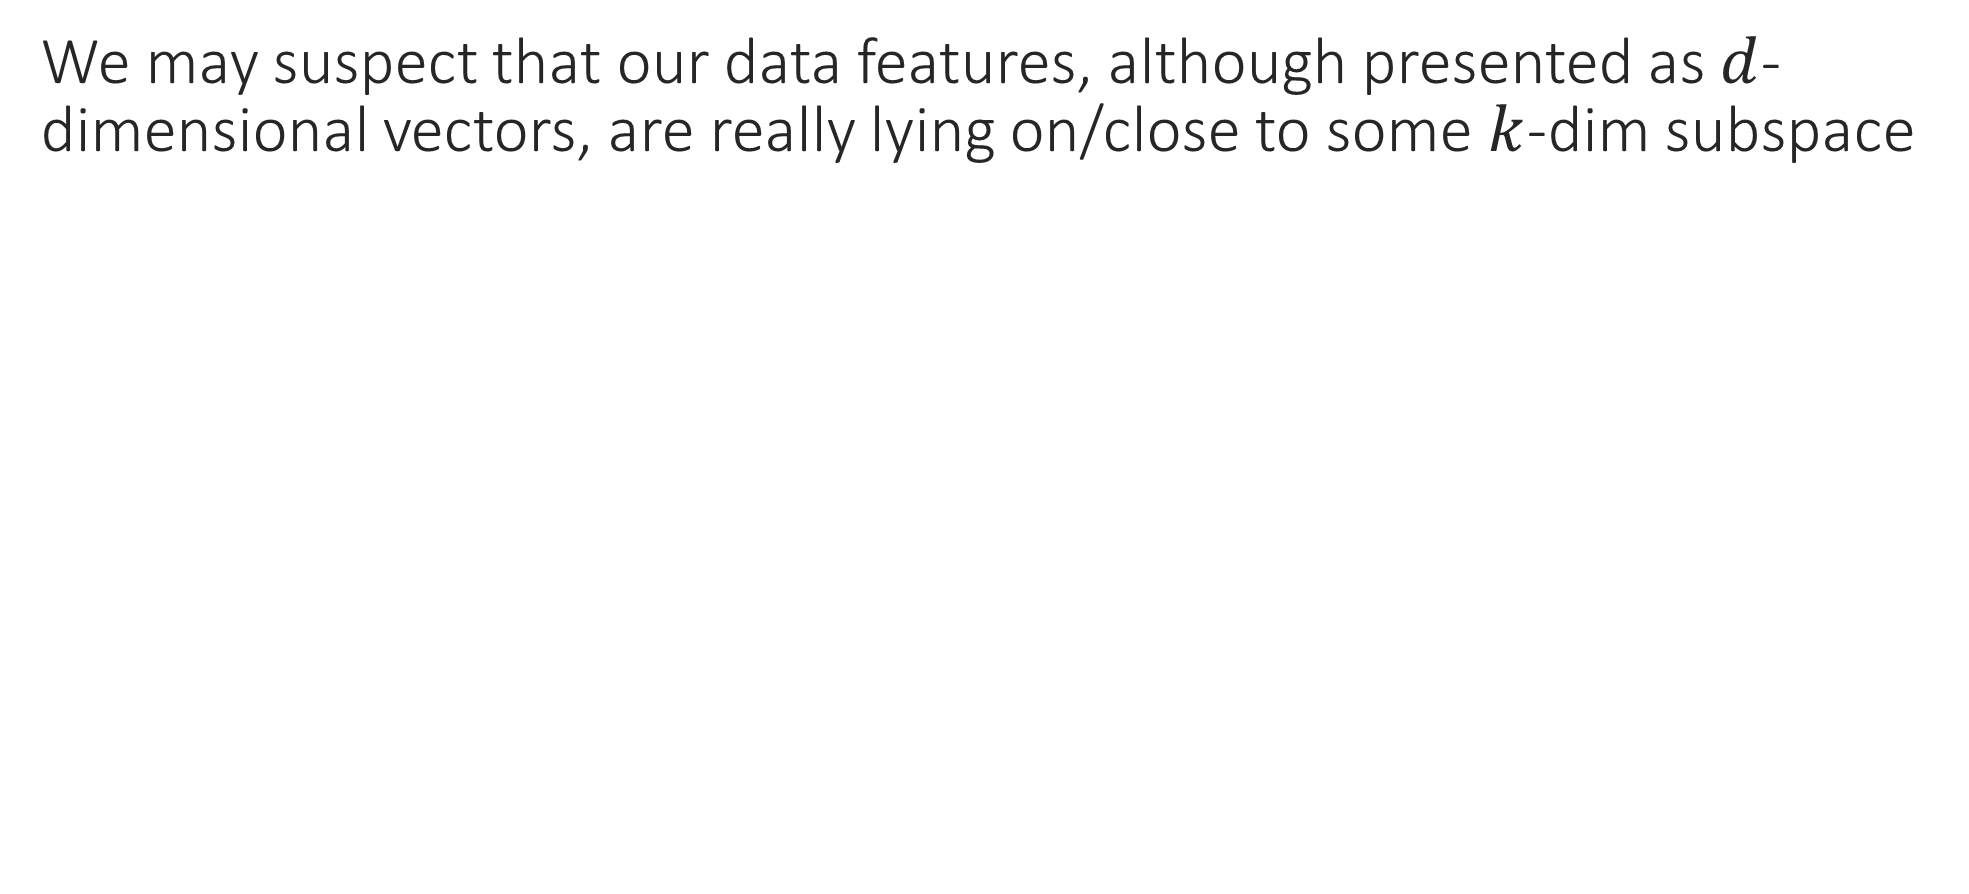 We may suspect that our data features, although presented as d-
dimensional vectors, are really lying on/close to some k-dim subspace